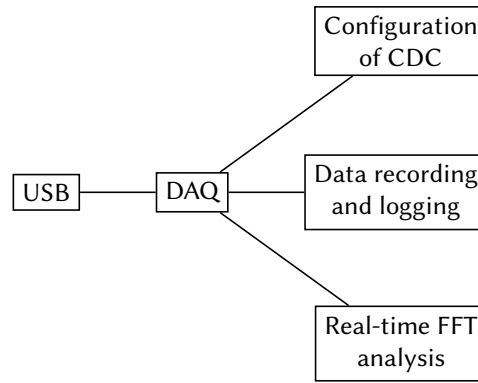 Configuration
of CDC
USB
DAQ
Data recording
and logging
Real-time FFT
analysis